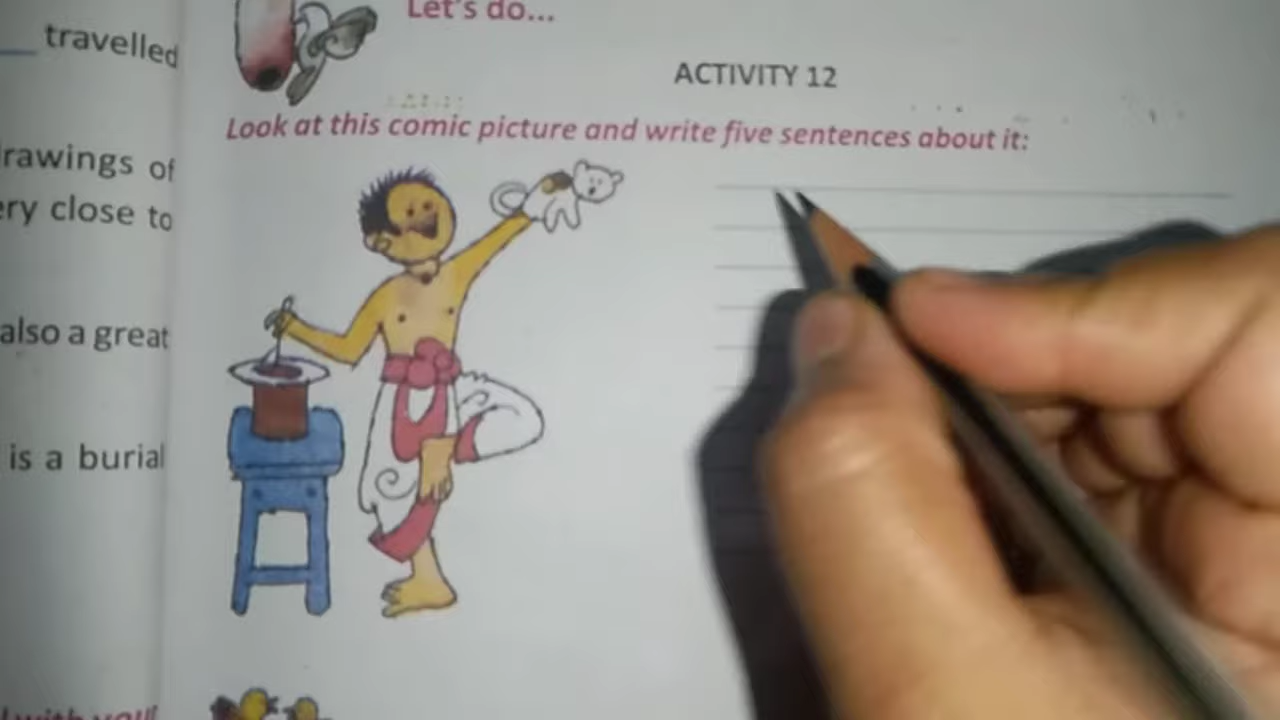 travelled
drawings of
ery close to
also a great
is a burial
Let's do...
ACTIVITY 12
Look at this comic picture and write five sentences about it: